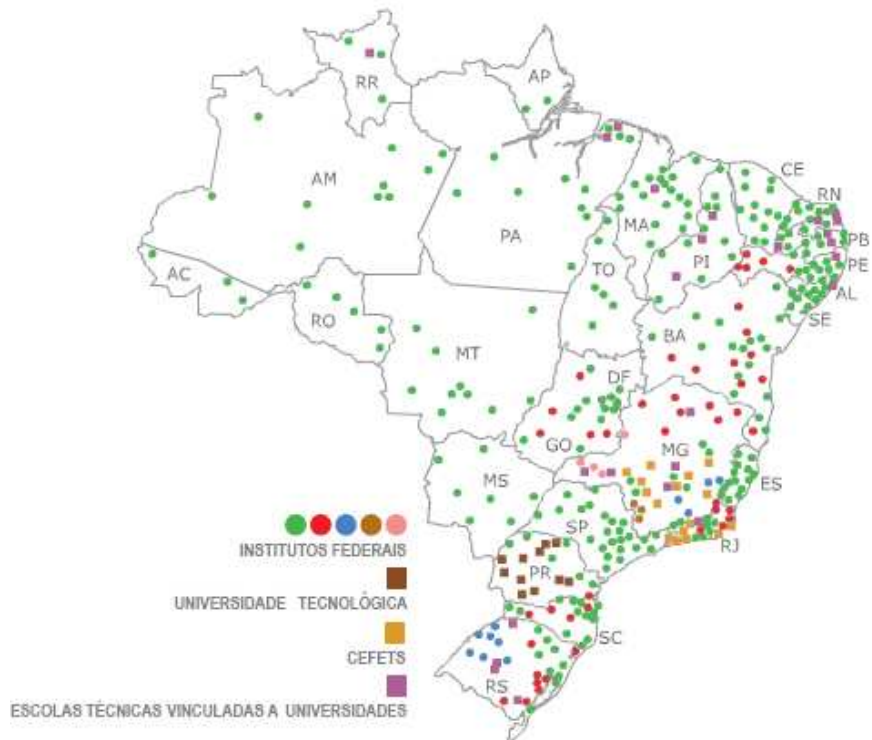 RR
AP
AM
PA
CE
RN
MA
PB
PI
PE
AC
TO
AL
RO
SE
BA
MT
DF
GO
MG
MS
ES
SP
RJ
PR
SC
RS
INSTITUTOS FEDERAIS
UNIVERSIDADE TECNOLÓGICA
CEFETS
ESCOLAS TÉCNICAS VINCULADAS A UNIVERSIDADES